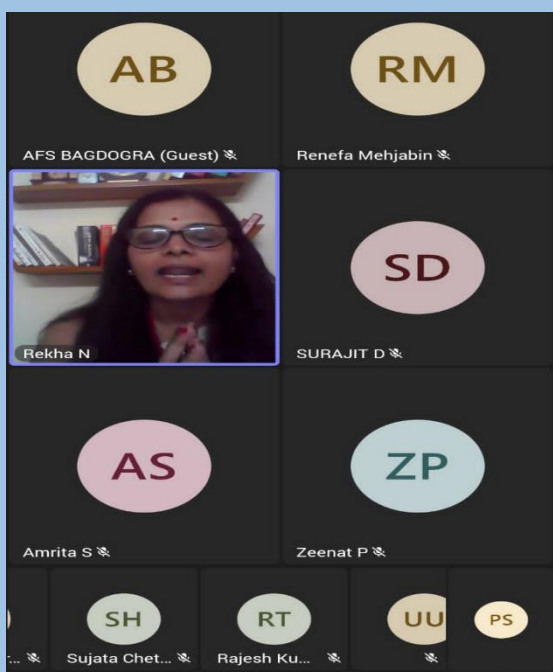 AB
RM
AFS BAGDOGRA (Guest)
Renefa Mehjabin
SD
Rekha N
SURAJIT D
AS
ZP
Amrita S
Zeenat P
SH
RT
UU
PS
r...
Sujata Chet...
Rajesh Ku...